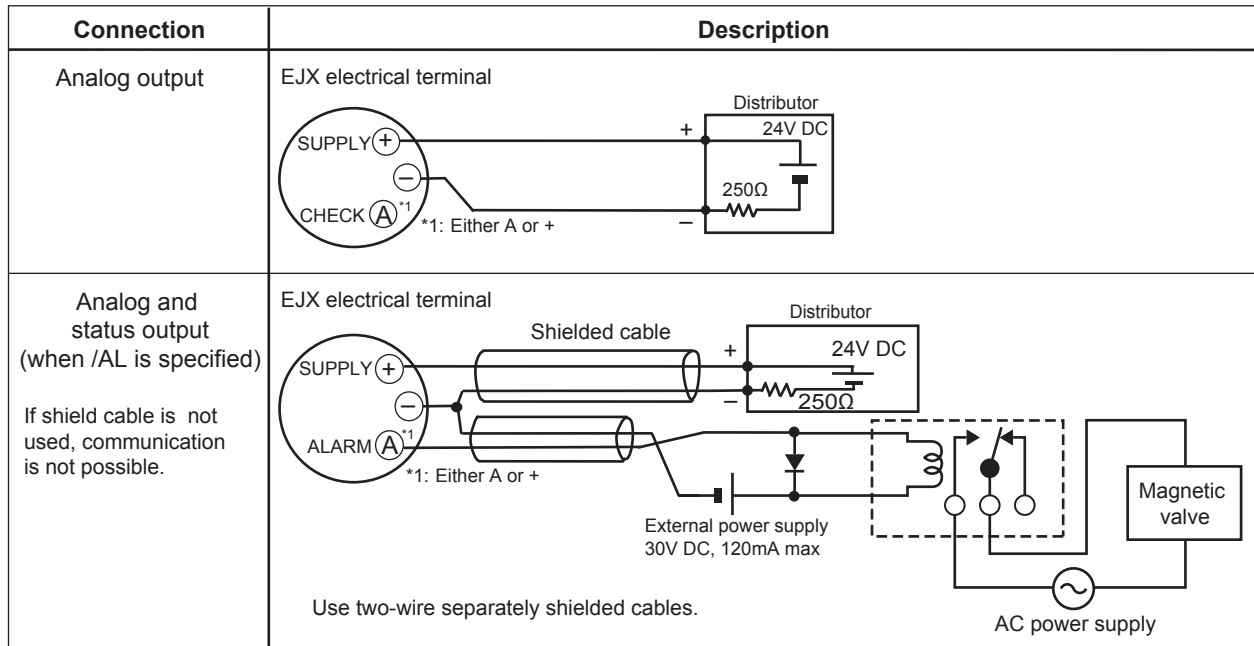 Connection
Description
Analog output
EJX electrical terminal
Distributor
24V DC
SUPPLY +
+
−
250Ω
CHECK A *1
*1: Either A or +
−
Analog and
status output
(when /AL is specified)
If shield cable is not
used, communication
is not possible.
EJX electrical terminal
Distributor
Shielded cable
+
24V DC
SUPPLY +
−
−
250Ω
ALARM A *1
*1: Either A or +
External power supply
30V DC, 120mA max
Magnetic
valve
Use two-wire separately shielded cables.
AC power supply